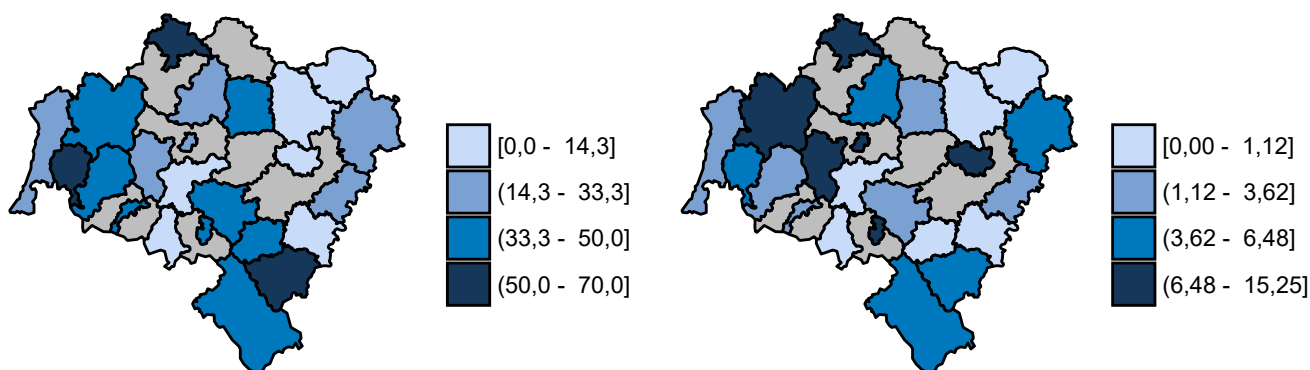 [0,0 - 14,3]
(14,3 - 33,3]
(33,3 - 50,0]
(50,0 - 70,0]
[0,00 - 1,12]
(1,12 - 3,62]
(3,62 - 6,48]
(6,48 - 15,25]